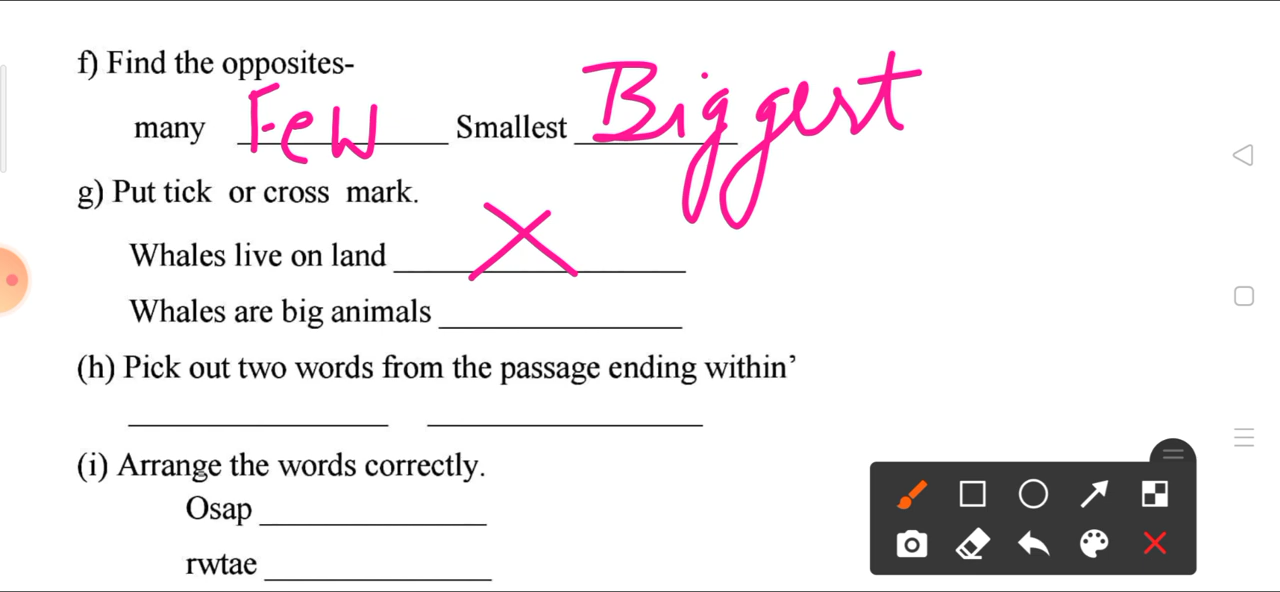 f) Find the opposites-
many Few Smallest Biggest
g) Put tick or cross mark.
Whales live on land X
Whales are big animals
(h) Pick out two words from the passage ending within’
(i) Arrange the words correctly.
Osap
rwtae